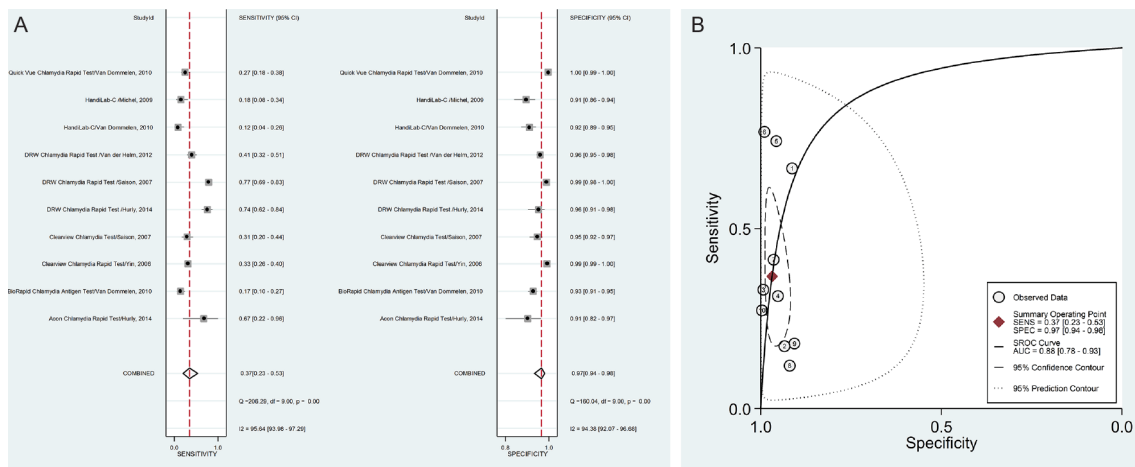 A
StudyId SENSITIVITY (95% CI)
Quick Vue Chlamydia Rapid Test/Van Dommelen, 2010 0.27 [0.18 - 0.38]
HandiLab-C /Michel, 2009 0.18 [0.08 - 0.34]
HandiLab-C/Van Dommelen, 2010 0.12 [0.04 - 0.26]
DRW Chlamydia Rapid Test /Van der Helm, 2012 0.41 [0.32 - 0.51]
DRW Chlamydia Rapid Test /Saison, 2007 0.77 [0.69 - 0.83]
DRW Chlamydia Rapid Test /Hurly, 2014 0.74 [0.62 - 0.84]
Clearview Chlamydia Test/Saison, 2007 0.31 [0.20 - 0.44]
Clearview Chlamydia Rapid Test/Yin, 2006 0.33 [0.26 - 0.40]
BioRapid Chlamydia Antigen Test/Van Dommelen, 2010 0.17 [0.10 - 0.27]
Acon Chlamydia Rapid Test/Hurly, 2014 0.67 [0.22 - 0.96]
COMBINED 0.37[0.23 - 0.53]
Q =206.29, df = 9.00, p = 0.00
I2 = 95.64 [93.98 - 97.29]
0.0 1.0
SENSITIVITY
StudyId SPECIFICITY (95% CI)
Quick Vue Chlamydia Rapid Test/Van Dommelen, 2010 1.00 [0.99 - 1.00]
HandiLab-C /Michel, 2009 0.91 [0.86 - 0.94]
HandiLab-C/Van Dommelen, 2010 0.92 [0.89 - 0.95]
DRW Chlamydia Rapid Test /Van der Helm, 2012 0.96 [0.95 - 0.98]
DRW Chlamydia Rapid Test /Saison, 2007 0.99 [0.98 - 1.00]
DRW Chlamydia Rapid Test /Hurly, 2014 0.96 [0.91 - 0.98]
Clearview Chlamydia Test/Saison, 2007 0.95 [0.92 - 0.97]
Clearview Chlamydia Rapid Test/Yin, 2006 0.99 [0.99 - 1.00]
BioRapid Chlamydia Antigen Test/Van Dommelen, 2010 0.93 [0.91 - 0.95]
Acon Chlamydia Rapid Test/Hurly, 2014 0.91 [0.82 - 0.97]
COMBINED 0.97[0.94 - 0.98]
Q =160.04, df = 9.00, p = 0.00
I2 = 94.38 [92.07 - 96.68]
1.0
SPECIFICITY
B
Sensitivity
1.0
0.5
0.0
1.0 0.5 0.0
Specificity
1
2
3
4
9
10
Observed Data
Summary Operating Point
SENS = 0.37 [0.23 - 0.53]
SPEC = 0.97 [0.94 - 0.98]
SROC Curve
AUC = 0.88 [0.78 - 0.93]
95% Confidence Contour
95% Prediction Contour